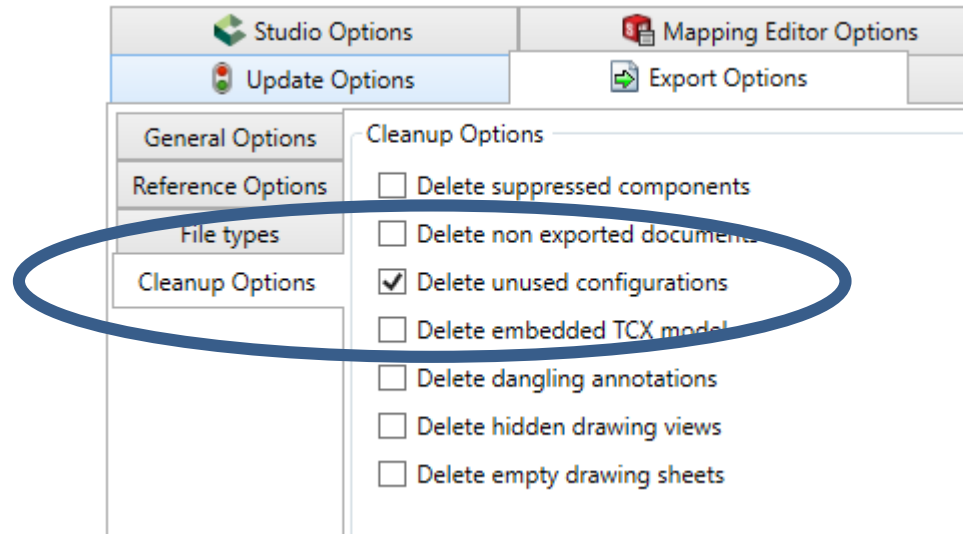 Studio Options
Mapping Editor Options
Update Options
Export Options
General Options
Reference Options
File types
Cleanup Options
Cleanup Options
Delete suppressed components
Delete non exported documents
Delete unused configurations
Delete embedded TCX model
Delete dangling annotations
Delete hidden drawing views
Delete empty drawing sheets